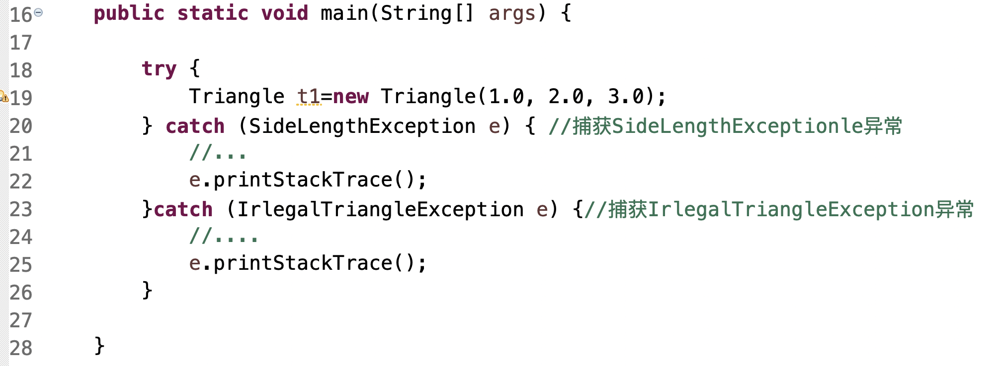 16 public static void main(String[] args) {
17
18 try {
19 Triangle t1=new Triangle(1.0, 2.0, 3.0);
20 } catch (SideLengthException e) { //捕获SideLengthExceptionle异常
21 //...
22 e.printStackTrace();
23 }catch (IrlegalTriangleException e) {//捕获IrlegalTriangleException异常
24 //....
25 e.printStackTrace();
26 }
27
28 }